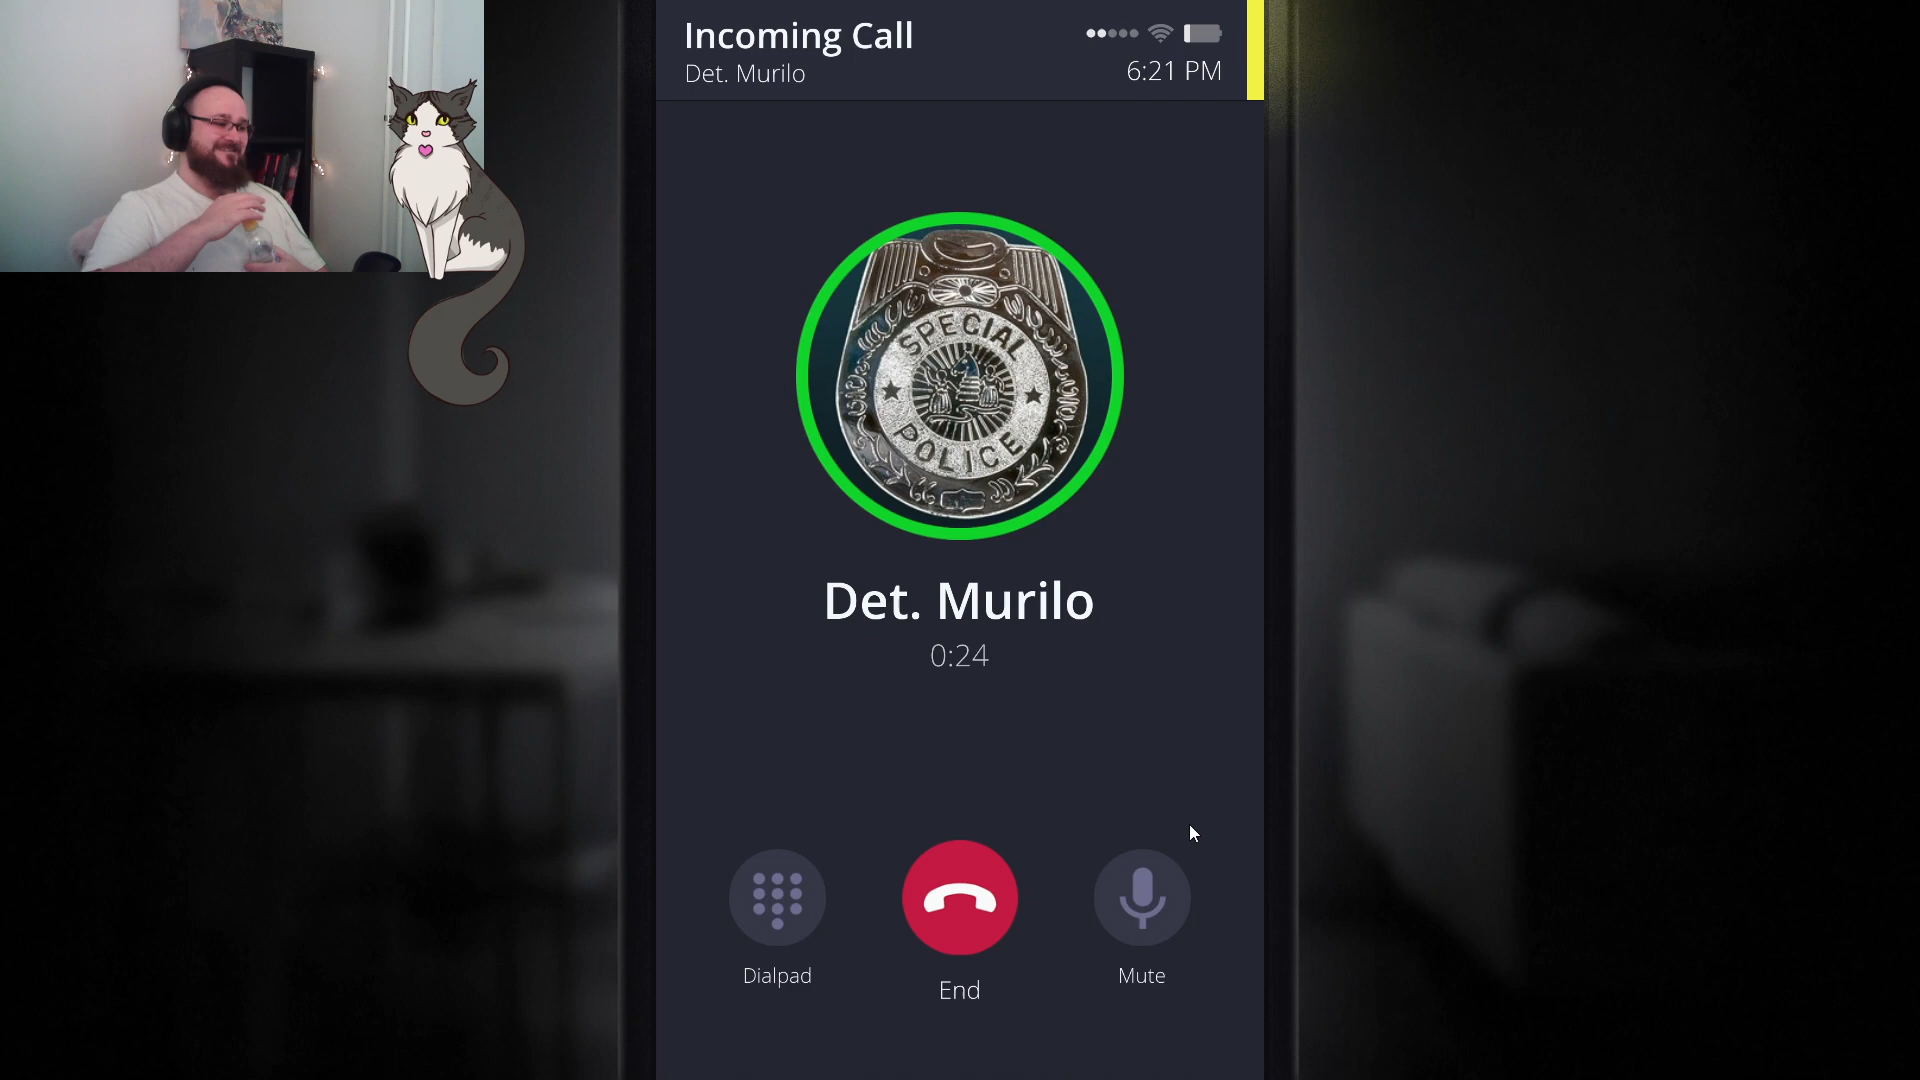 Incoming Call
Det. Murilo
6:21 PM
SPECIAL
POLICE
Det. Murilo
0:24
Dialpad
End
Mute